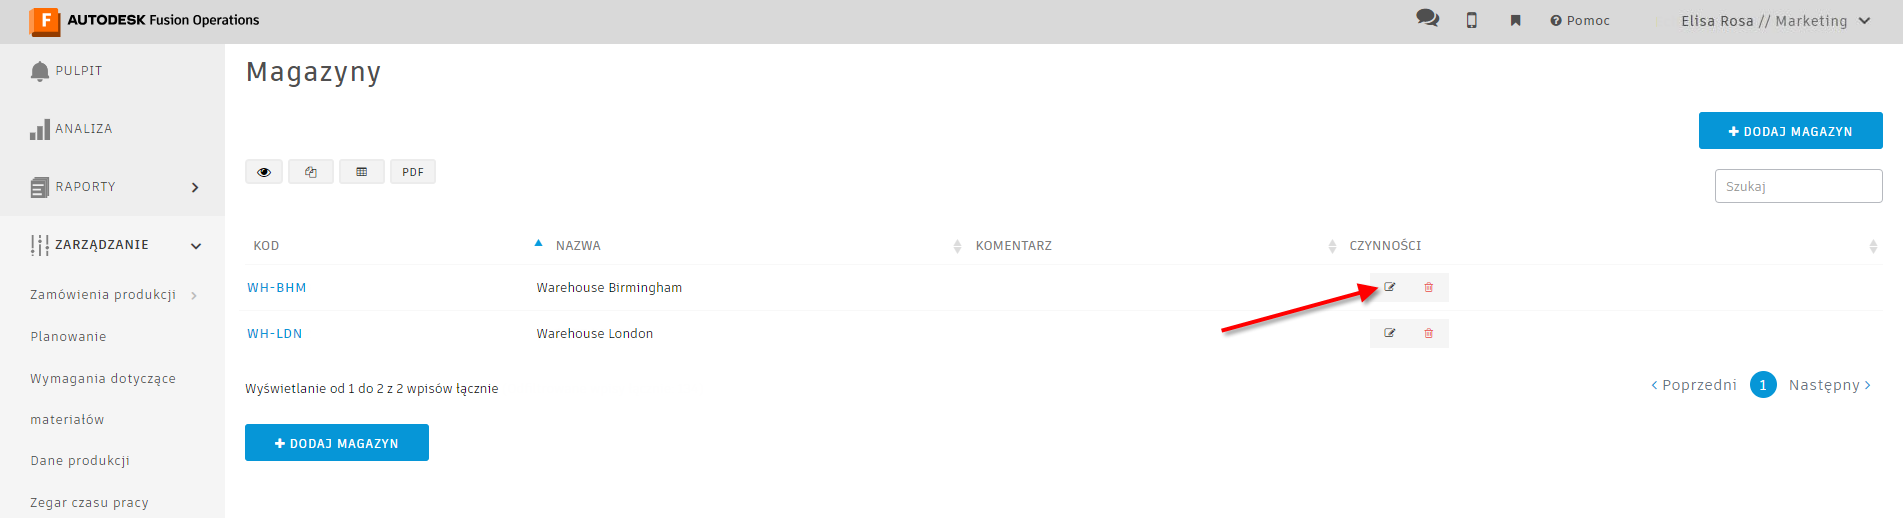 F AUTODESK Fusion Operations
Pomoc
Elisa Rosa // Marketing
PULPIT
ANALIZA
RAPORTY
ZARZĄDZANIE
Zamówienia produkcji
Planowanie
Wymagania dotyczące
materiałów
Dane produkcji
Zegar czasu pracy
Magazyny
+ DODAJ MAGAZYN
PDF
Szukaj
KOD NAZWA KOMENTARZ CZYNNOŚCI
WH-BHM Warehouse Birmingham
WH-LDN Warehouse London
Wyświetlanie od 1 do 2 z 2 wpisów łącznie
‹ Poprzedni 1 Następny ›
+ DODAJ MAGAZYN